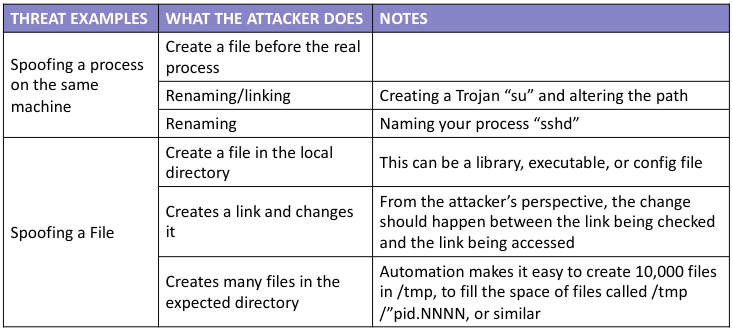 THREAT EXAMPLES WHAT THE ATTACKER DOES NOTES
Spoofing a process
on the same
machine
Create a file before the real
process
Renaming/linking
Creating a Trojan “su” and altering the path
Renaming
Naming your process “sshd”
Spoofing a File
Create a file in the local
directory
This can be a library, executable, or config file
Creates a link and changes
it
From the attacker’s perspective, the change
should happen between the link being checked
and the link being accessed
Creates many files in the
expected directory
Automation makes it easy to create 10,000 files
in /tmp, to fill the space of files called /tmp
/”pid.NNNN, or similar